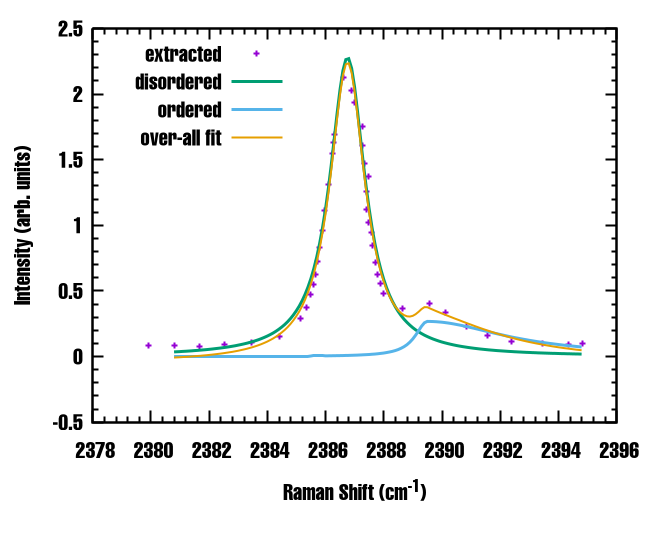 2.5
extracted
disordered
2
ordered
over-all fit
1.5
1
0.5
0
-0.5
Intensity (arb. units)
2378 2380 2382 2384 2386 2388 2390 2392 2394 2396
Raman Shift (cm-1)